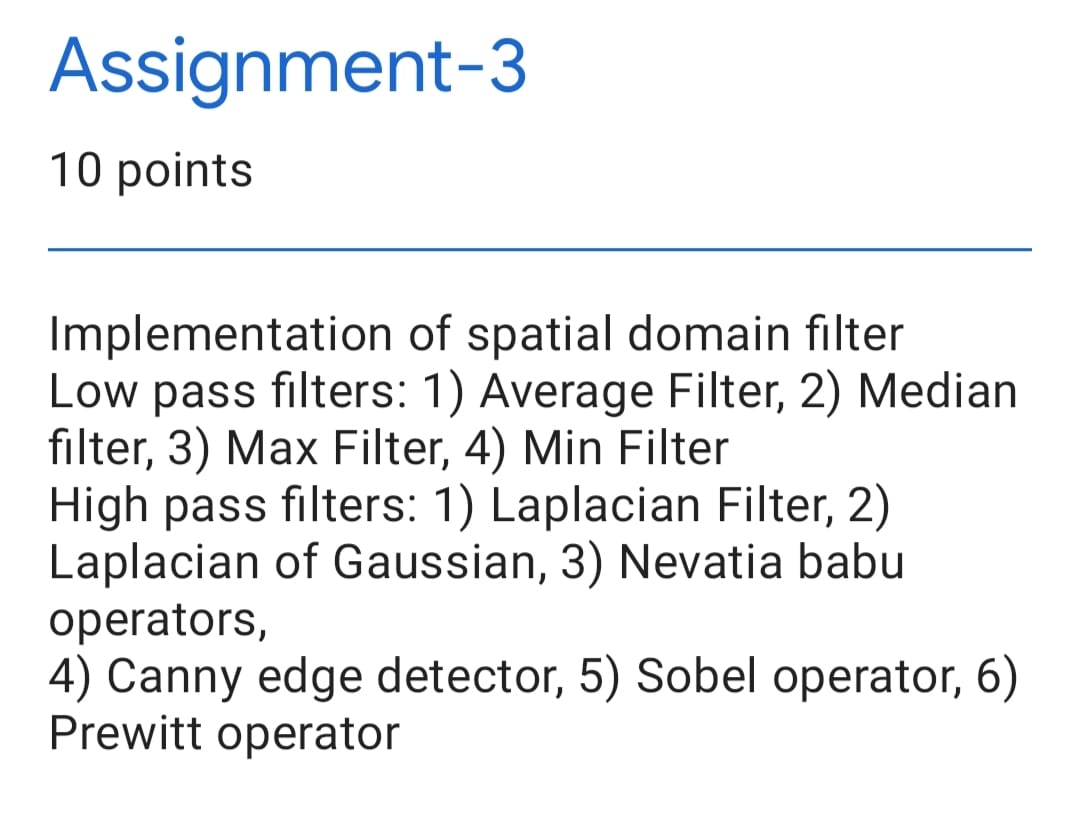 Assignment-3
10 points
Implementation of spatial domain filter
Low pass filters: 1) Average Filter, 2) Median
filter, 3) Max Filter, 4) Min Filter
High pass filters: 1) Laplacian Filter, 2)
Laplacian of Gaussian, 3) Nevatia babu
operators,
4) Canny edge detector, 5) Sobel operator, 6)
Prewitt operator